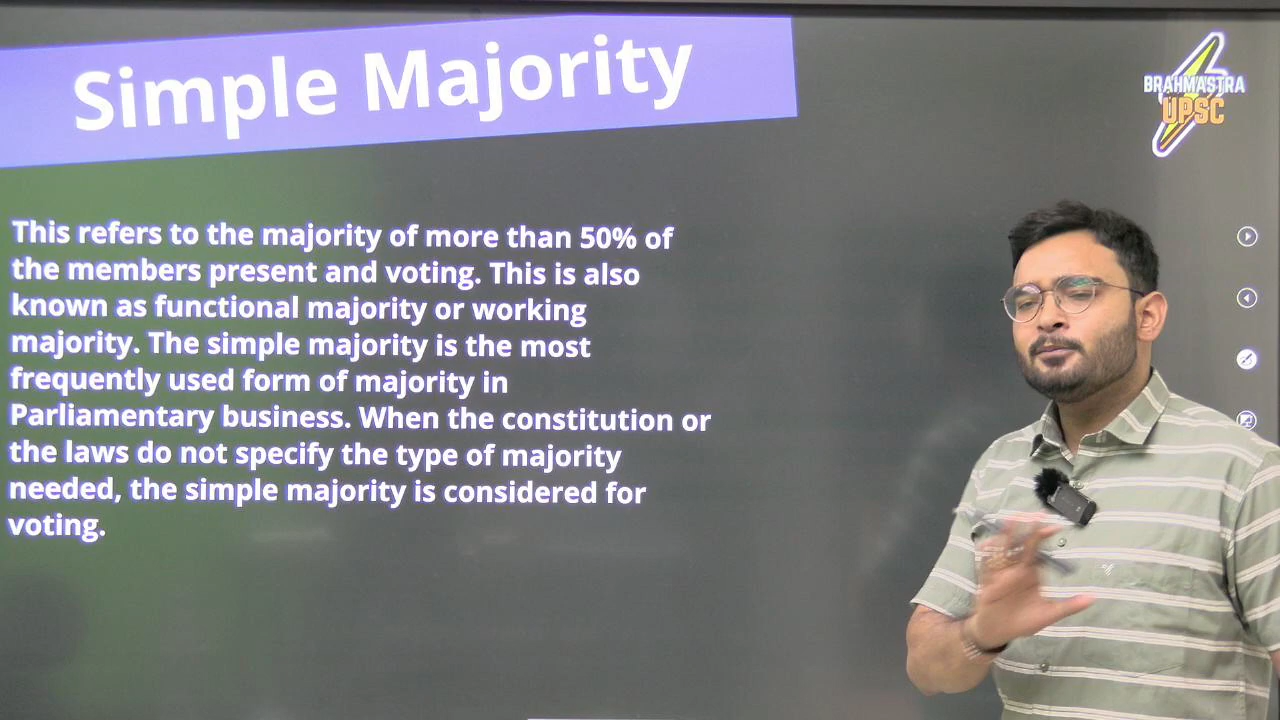 Simple Majority
BRAHMASTRA
UPSC
This refers to the majority of more than 50% of
the members present and voting. This is also
known as functional majority or working
majority. The simple majority is the most
frequently used form of majority in
Parliamentary business. When the constitution or
the laws do not specify the type of majority
needed, the simple majority is considered for
voting.